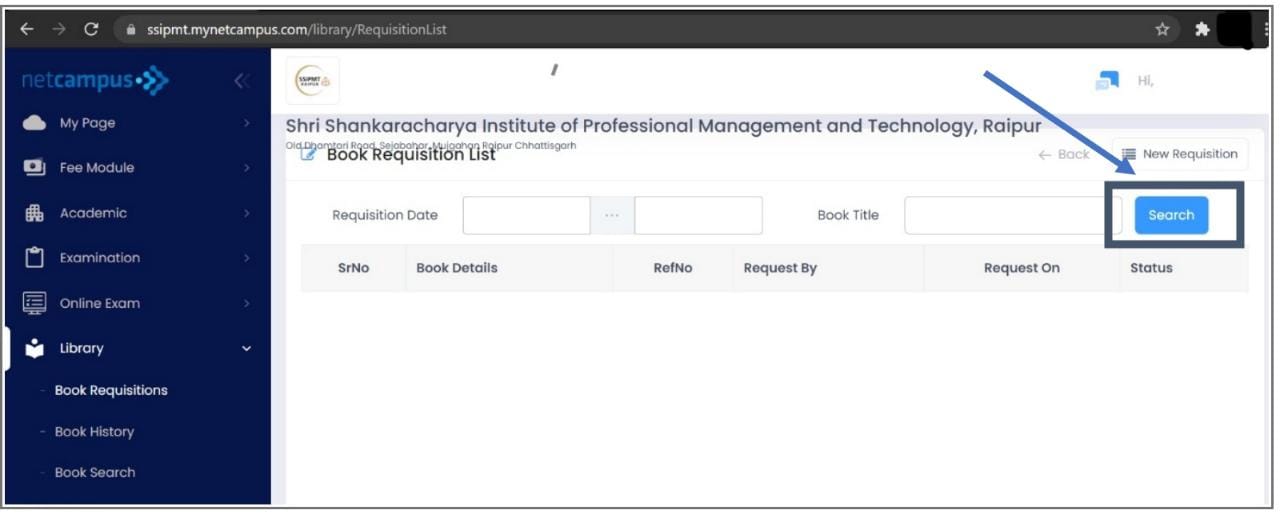 ssipmt.mynetcampus.com/library/RequisitionList
netcampus
SSIPMT
RAIPUR
Hi,
My Page
Fee Module
Academic
Examination
Online Exam
Library
- Book Requisitions
- Book History
- Book Search
Shri Shankaracharya Institute of Professional Management and Technology, Raipur
Old Dhamtari Road, Sejabahar, Mujgahan Raipur Chhattisgarh
Book Requisition List
← Back
New Requisition
Requisition Date ... Book Title Search
SrNo Book Details RefNo Request By Request On Status